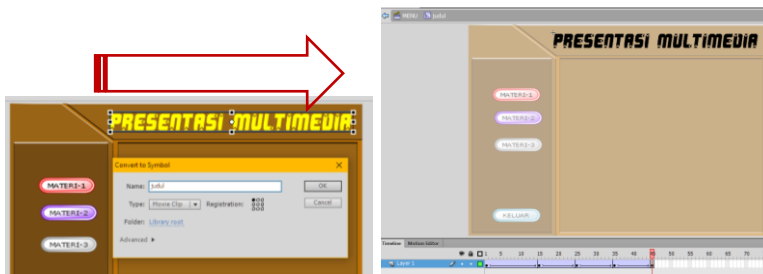 PRESENTASI MULTIMEDIA
Convert to Symbol
Name: judul
OK
Type: Movie Clip
Registration:
Cancel
Folder: Library root
Advanced
MATERI-1
MATERI-2
MATERI-3
MENU judul
PRESENTASI MULTIMEDIA
MATERI-1
MATERI-2
MATERI-3
KELUAR
Timeline Motion Editor
1 5 10 15 20 25 30 35 40 45 50 55 60 65 70
Layer 1